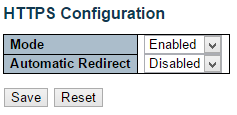 HTTPS Configuration
Mode Enabled
Automatic Redirect Disabled
Save Reset